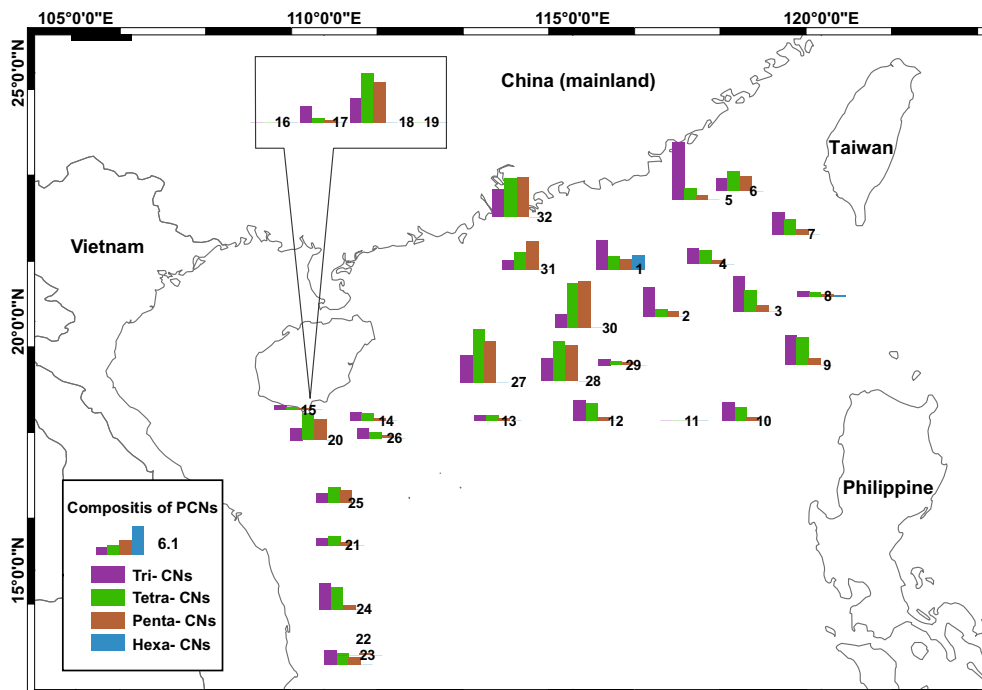 105°0'0"E 110°0'0"E 115°0'0"E 120°0'0"E
25°0'0"N
20°0'0"N
15°0'0"N
China (mainland)
Taiwan
Vietnam
Philippine
16 17 18 19
32
5
6
7
31
1
4
8
30
2
3
27
28
29
9
15
14
13
12
11
10
20
26
25
21
24
22
23
Compositis of PCNs
6.1
Tri- CNs
Tetra- CNs
Penta- CNs
Hexa- CNs